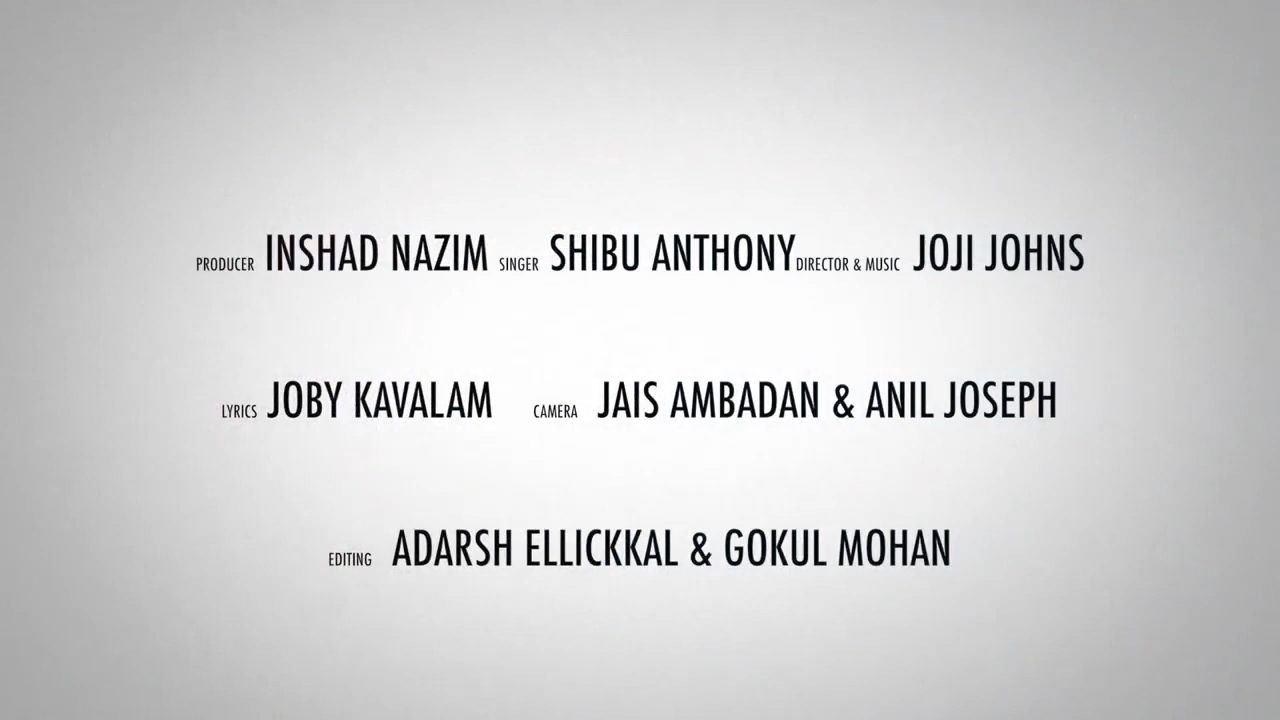 PRODUCER INSHAD NAZIM SINGER SHIBU ANTHONY DIRECTOR & MUSIC JOJI JOHNS
LYRICS JOBY KAVALAM CAMERA JAIS AMBADAN & ANIL JOSEPH
EDITING ADARSH ELLICKKAL & GOKUL MOHAN